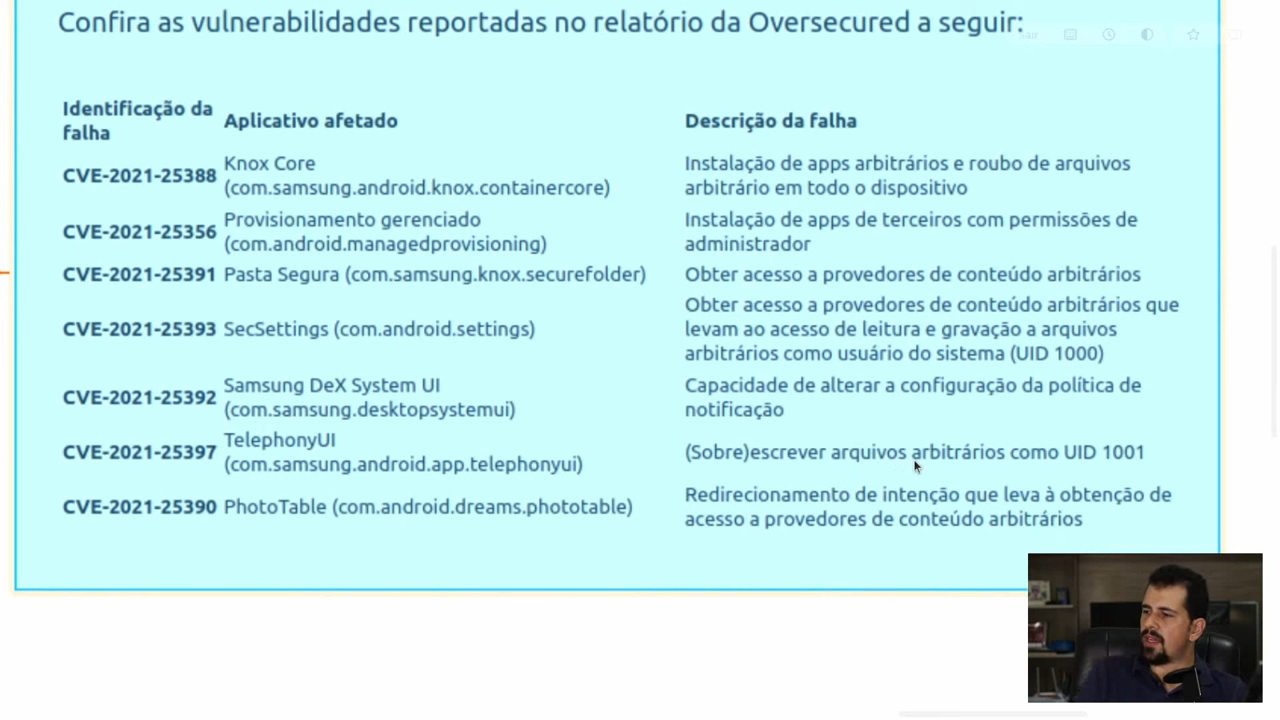 Confira as vulnerabilidades reportadas no relatório da Oversecured a seguir:
Identificação da
falha
Aplicativo afetado
Descrição da falha
CVE-2021-25388
Knox Core
(com.samsung.android.knox.containercore)
Instalação de apps arbitrários e roubo de arquivos
arbitrário em todo o dispositivo
CVE-2021-25356
Provisionamento gerenciado
(com.android.managedprovisioning)
Instalação de apps de terceiros com permissões de
administrador
CVE-2021-25391
Pasta Segura (com.samsung.knox.securefolder)
Obter acesso a provedores de conteúdo arbitrários
CVE-2021-25393
SecSettings (com.android.settings)
Obter acesso a provedores de conteúdo arbitrários que
levam ao acesso de leitura e gravação a arquivos
arbitrários como usuário do sistema (UID 1000)
CVE-2021-25392
Samsung DeX System UI
(com.samsung.desktopsystemui)
Capacidade de alterar a configuração da política de
notificação
CVE-2021-25397
TelephonyUI
(com.samsung.android.app.telephonyui)
(Sobre)escrever arquivos arbitrários como UID 1001
CVE-2021-25390
PhotoTable (com.android.dreams.phototable)
Redirecionamento de intenção que leva à obtenção de
acesso a provedores de conteúdo arbitrários